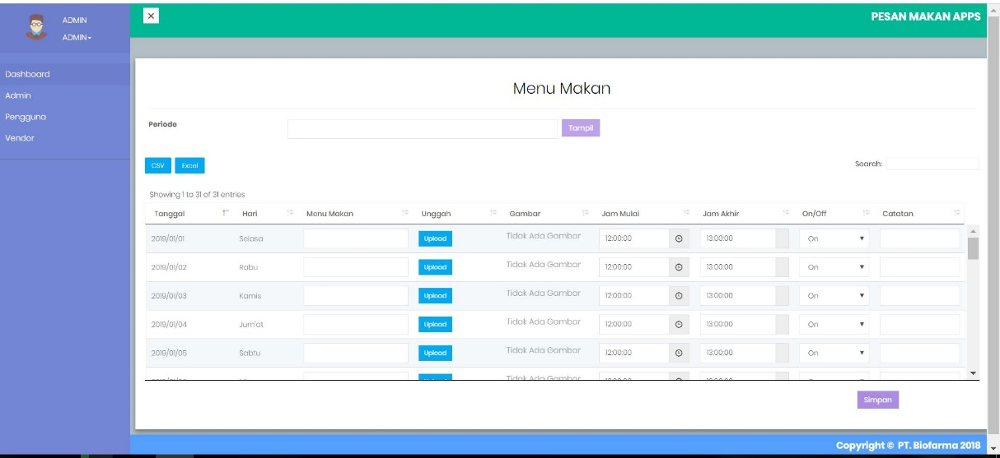 ADMIN
ADMIN
× PESAN MAKAN APPS
Dashboard
Admin
Pengguna
Vendor
Menu Makan
Periode Tampil
CSV Excel Search:
Showing 1 to 31 of 31 entries
Tanggal Hari Menu Makan Unggah Gambar Jam Mulai Jam Akhir On/Off Catatan
2019/01/01 Selasa Upload Tidak Ada Gambar 12:00:00 13:00:00 On
2019/01/02 Rabu Upload Tidak Ada Gambar 12:00:00 13:00:00 On
2019/01/03 Kamis Upload Tidak Ada Gambar 12:00:00 13:00:00 On
2019/01/04 Jum'at Upload Tidak Ada Gambar 12:00:00 13:00:00 On
2019/01/05 Sabtu Upload Tidak Ada Gambar 12:00:00 13:00:00 On
Tidak Ada Gambar
Simpan
Copyright © PT. Biofarma 2018